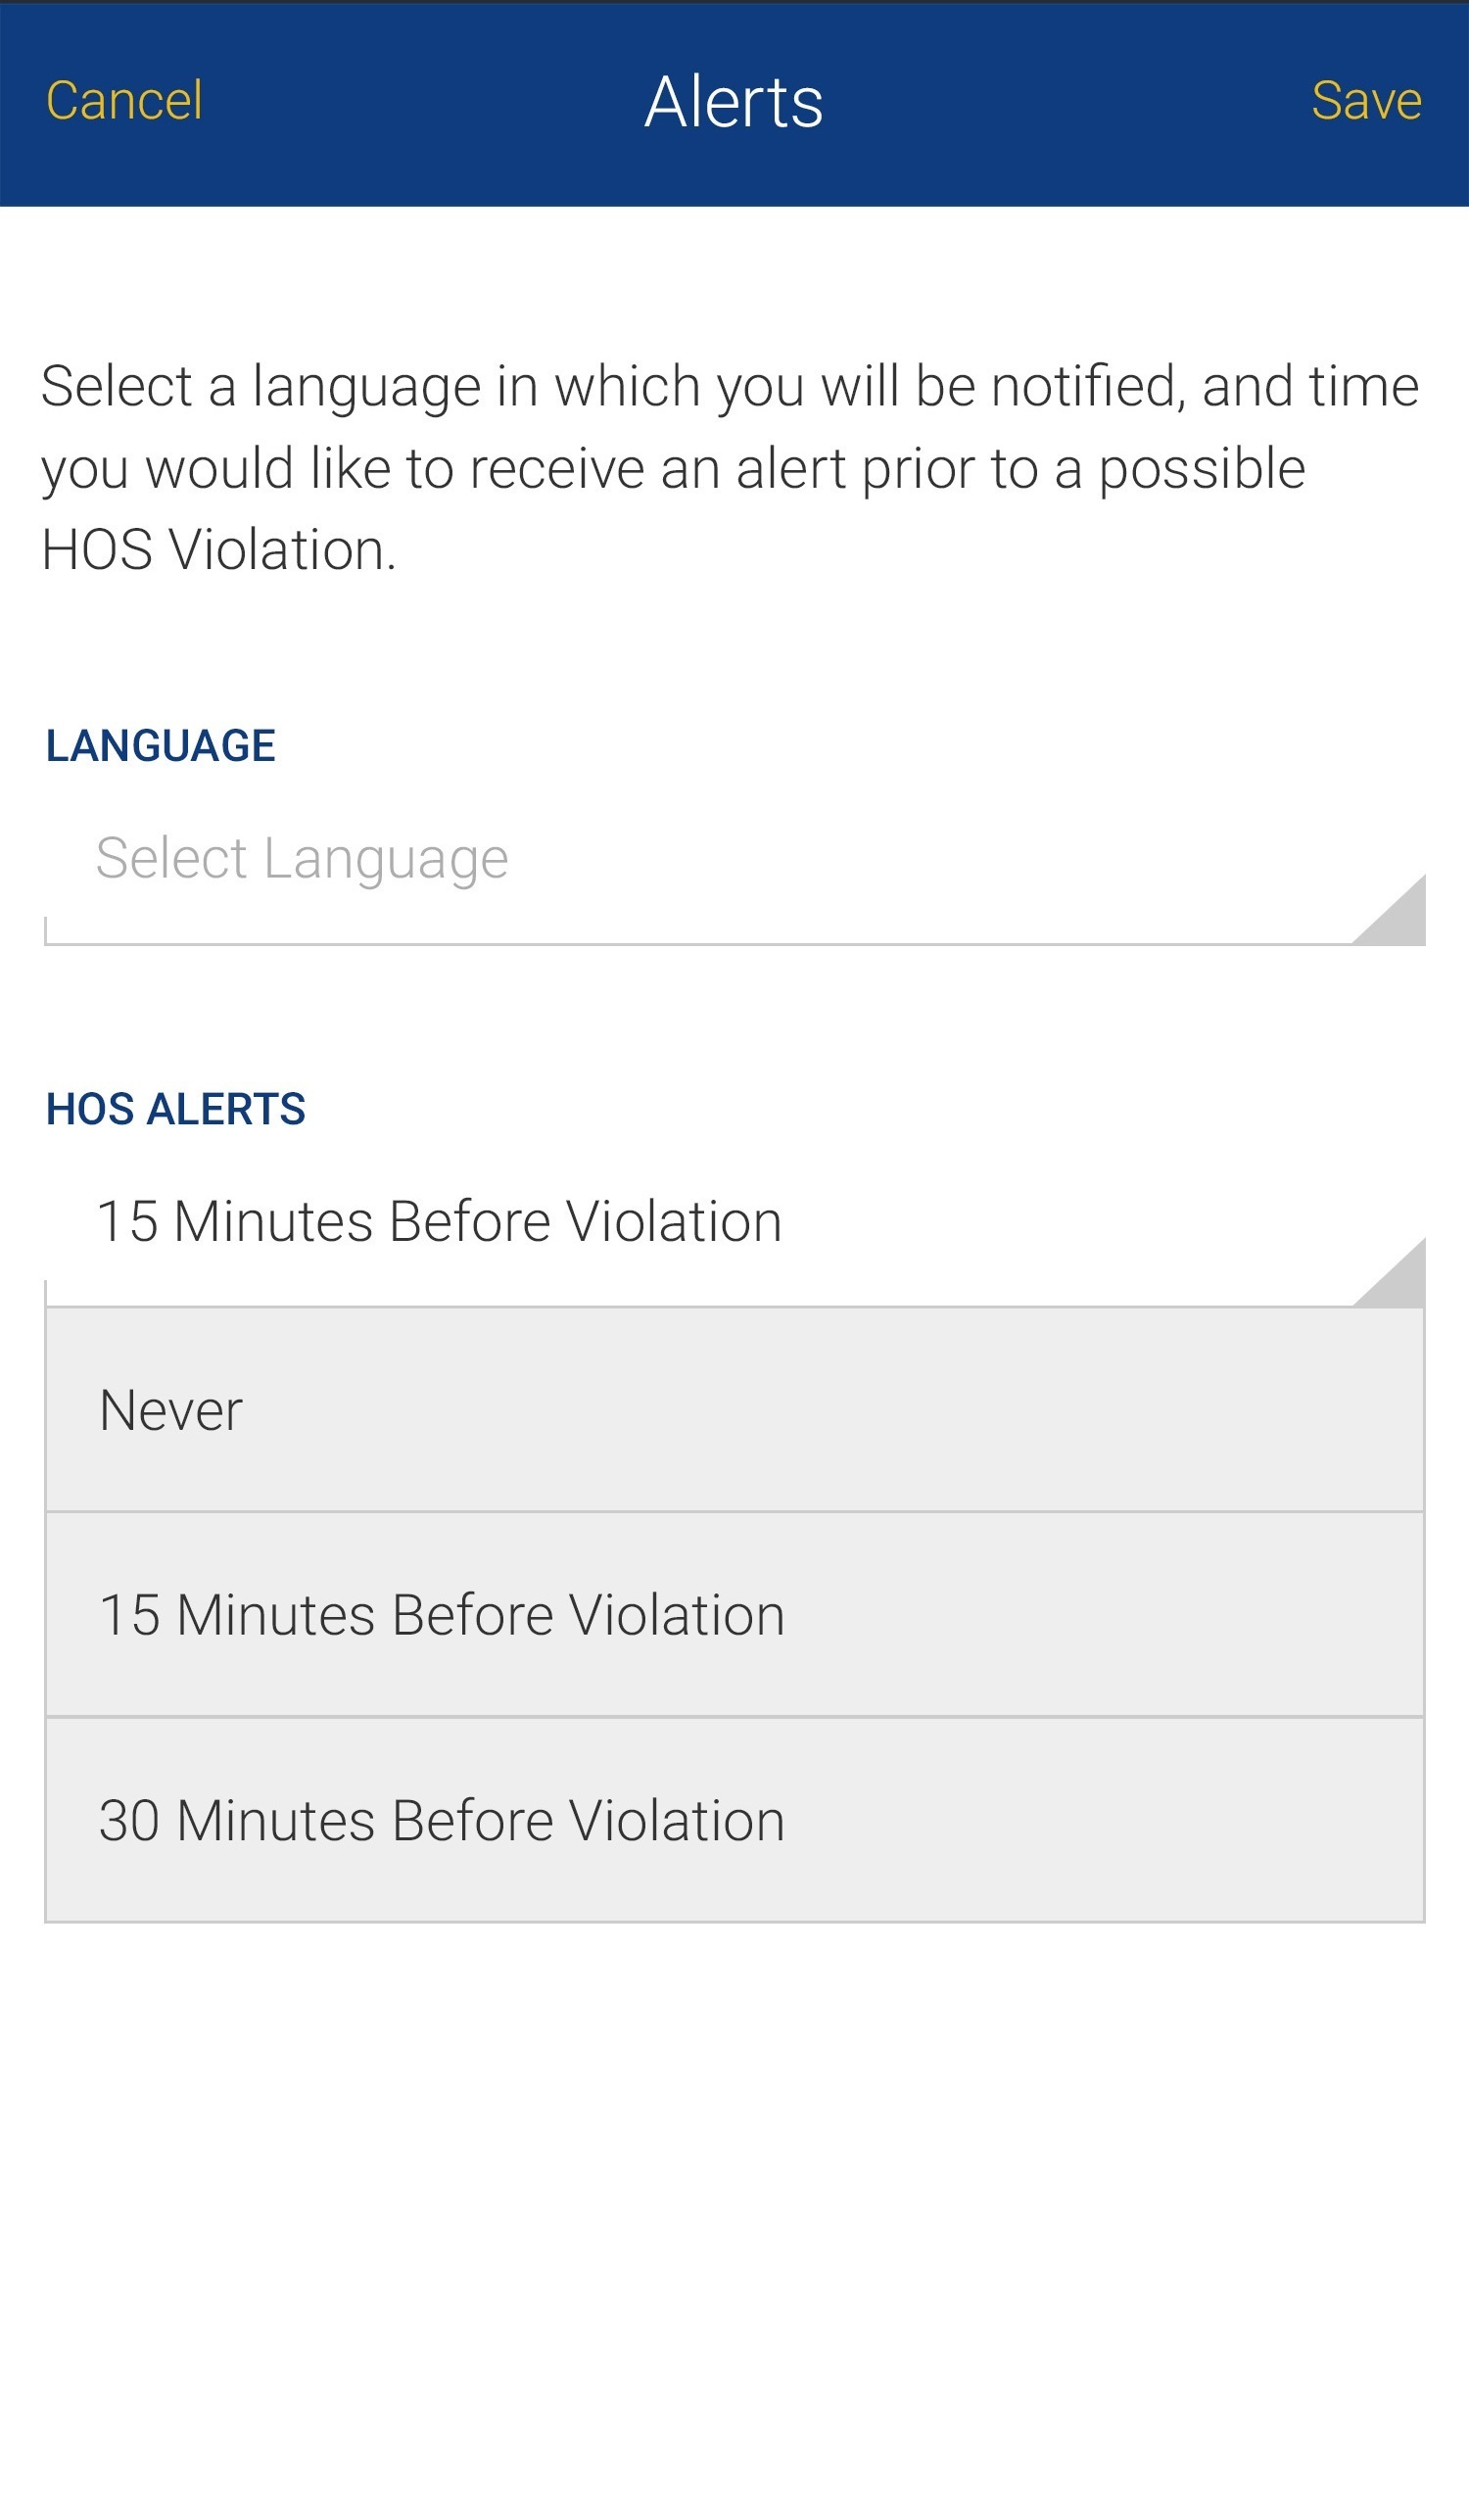 Cancel Alerts Save
Select a language in which you will be notified, and time
you would like to receive an alert prior to a possible
HOS Violation.
LANGUAGE
Select Language
HOS ALERTS
15 Minutes Before Violation
Never
15 Minutes Before Violation
30 Minutes Before Violation